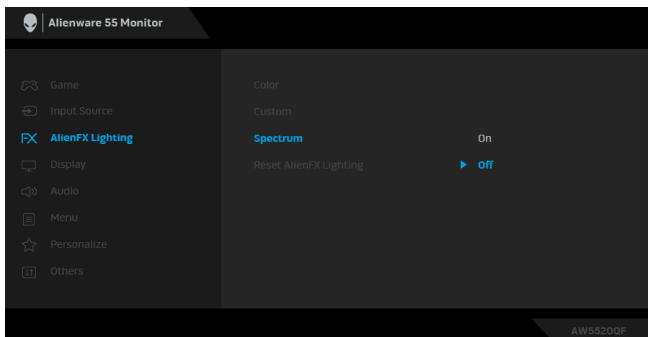 Alienware 55 Monitor
Game
Color
Input Source
Custom
FX AlienFX Lighting
Spectrum
On
Display
Reset AlienFX Lighting
Off
Audio
Menu
Personalize
Others
AW5520QF